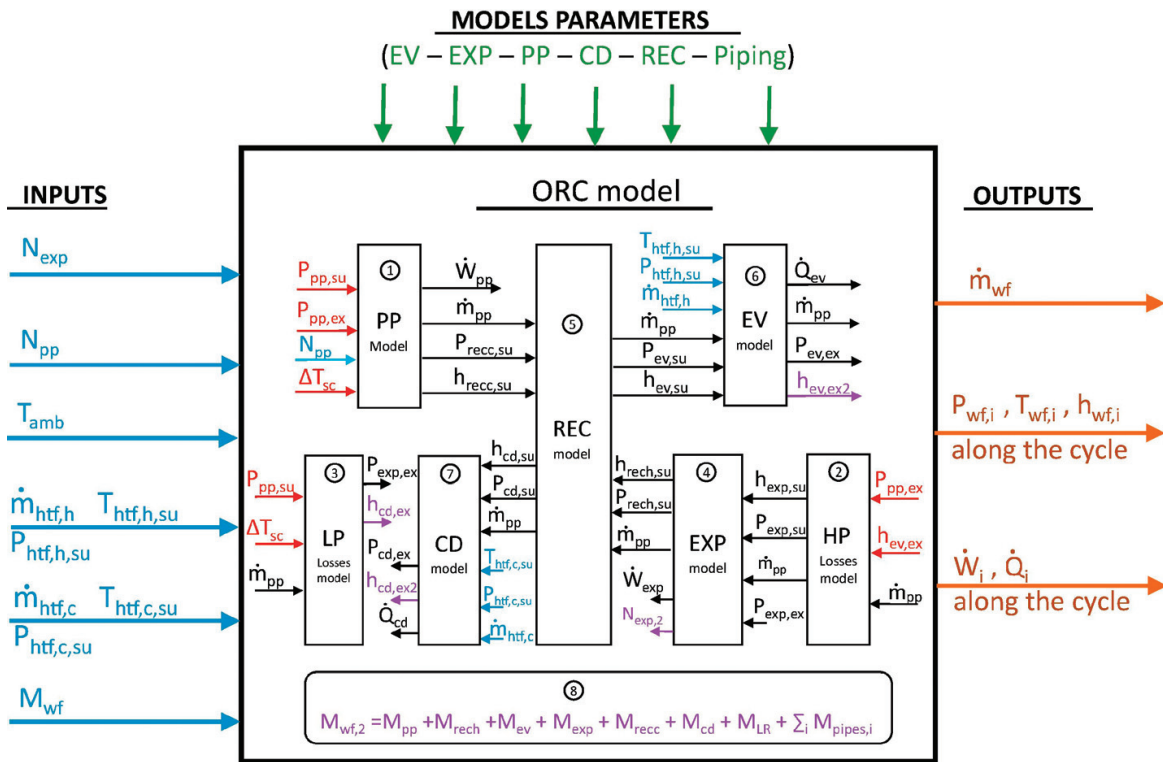 MODELS PARAMETERS
(EV – EXP – PP – CD – REC – Piping)
INPUTS
N_exp
N_pp
T_amb
ṁ_htf,h T_htf,h,su
P_htf,h,su
ṁ_htf,c T_htf,c,su
P_htf,c,su
M_wf
ORC model
P_pp,su
P_pp,ex
N_pp
ΔT_sc
①
PP
Model
Ẇ_pp
ṁ_pp
P_recc,su
h_recc,su
⑤
REC
model
T_htf,h,su
P_htf,h,su
ṁ_htf,h
ṁ_pp
P_ev,su
h_ev,su
⑥
EV
model
Q̇_ev
ṁ_pp
P_ev,ex
h_ev,ex2
P_pp,su
ΔT_sc
ṁ_pp
③
LP
Losses
model
P_exp,ex
h_cd,ex
P_cd,ex
h_cd,ex2
Q̇_cd
⑦
CD
model
h_cd,su
P_cd,su
ṁ_pp
T_htf,c,su
P_htf,c,su
ṁ_htf,c
h_rech,su
P_rech,su
ṁ_pp
Ẇ_exp
N_exp,2
④
EXP
model
h_exp,su
P_exp,su
ṁ_pp
P_exp,ex
②
HP
Losses
model
P_pp,ex
h_ev,ex
ṁ_pp
⑧
M_wf,2 =M_pp +M_rech +M_ev + M_exp + M_recc + M_cd + M_LR + ∑_i M_pipes,i
OUTPUTS
ṁ_wf
P_wf,i , T_wf,i , h_wf,i
along the cycle
Ẇ_i , Q̇_i
along the cycle